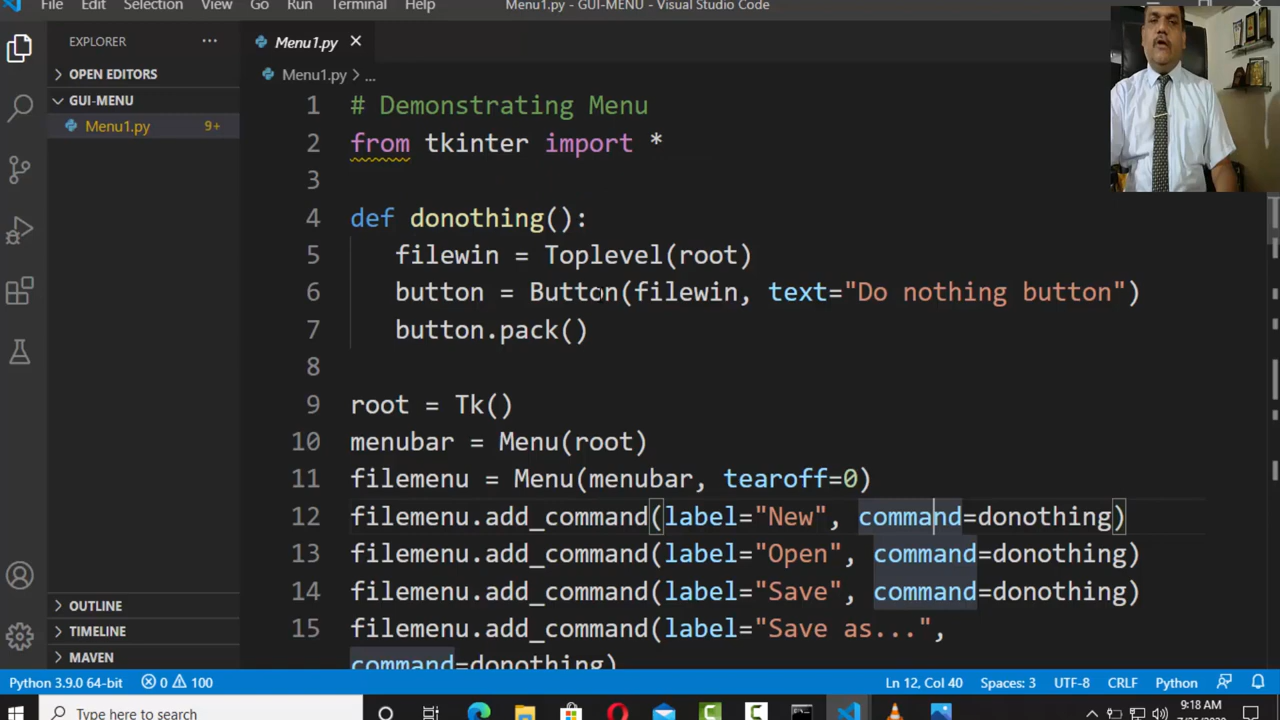 File Edit Selection View Go Run Terminal Help Menu1.py - GUI-MENU - Visual Studio Code
EXPLORER
Menu1.py
OPEN EDITORS
Menu1.py > ...
GUI-MENU
Menu1.py 9+
1 # Demonstrating Menu
2 from tkinter import *
3
4 def donothing():
5 filewin = Toplevel(root)
6 button = Button(filewin, text="Do nothing button")
7 button.pack()
8
9 root = Tk()
10 menubar = Menu(root)
11 filemenu = Menu(menubar, tearoff=0)
12 filemenu.add_command(label="New", command=donothing)
13 filemenu.add_command(label="Open", command=donothing)
14 filemenu.add_command(label="Save", command=donothing)
15 filemenu.add_command(label="Save as...",
command=donothing)
OUTLINE
TIMELINE
MAVEN
Python 3.9.0 64-bit 0 100 Ln 12, Col 40 Spaces: 3 UTF-8 CRLF Python
Type here to search
9:18 AM